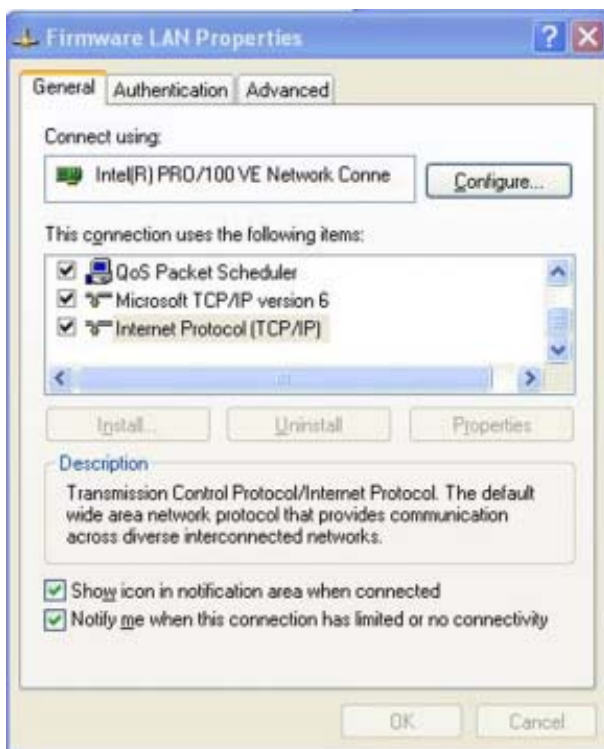 Firmware LAN Properties
General Authentication Advanced
Connect using:
Intel(R) PRO/100 VE Network Conne
Configure...
This connection uses the following items:
QoS Packet Scheduler
Microsoft TCP/IP version 6
Internet Protocol (TCP/IP)
Install... Uninstall Properties
Description
Transmission Control Protocol/Internet Protocol. The default
wide area network protocol that provides communication
across diverse interconnected networks.
Show icon in notification area when connected
Notify me when this connection has limited or no connectivity
OK Cancel